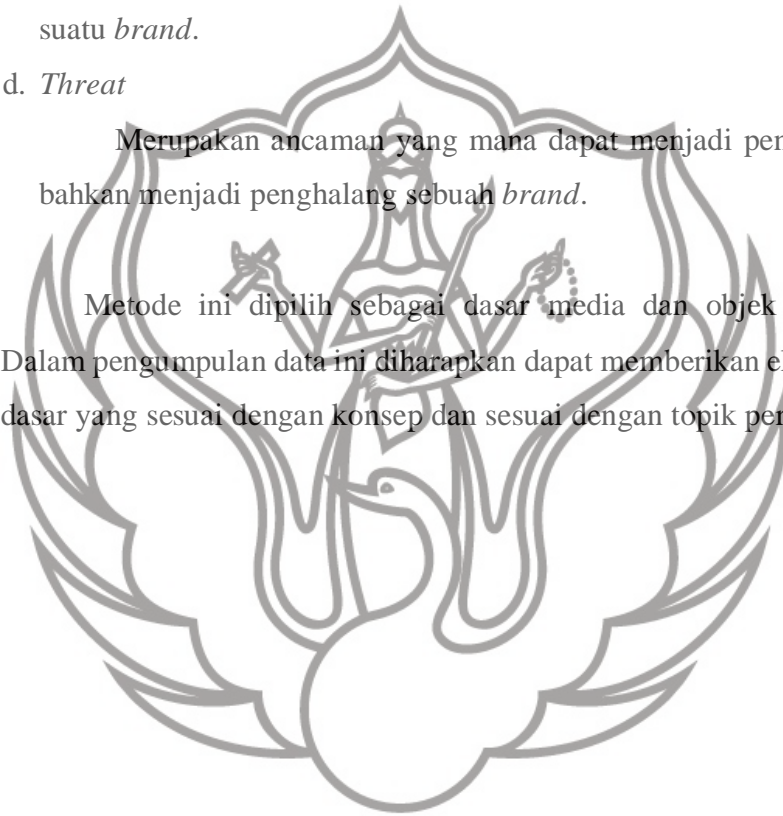 suatu brand.
d. Threat
Merupakan ancaman yang mana dapat menjadi
bahkan menjadi penghalang sebuah brand.
Metode ini dipilih sebagai dasar media dan objek
Dalam pengumpulan data ini diharapkan dapat memberikan
dasar yang sesuai dengan konsep dan sesuai dengan topik